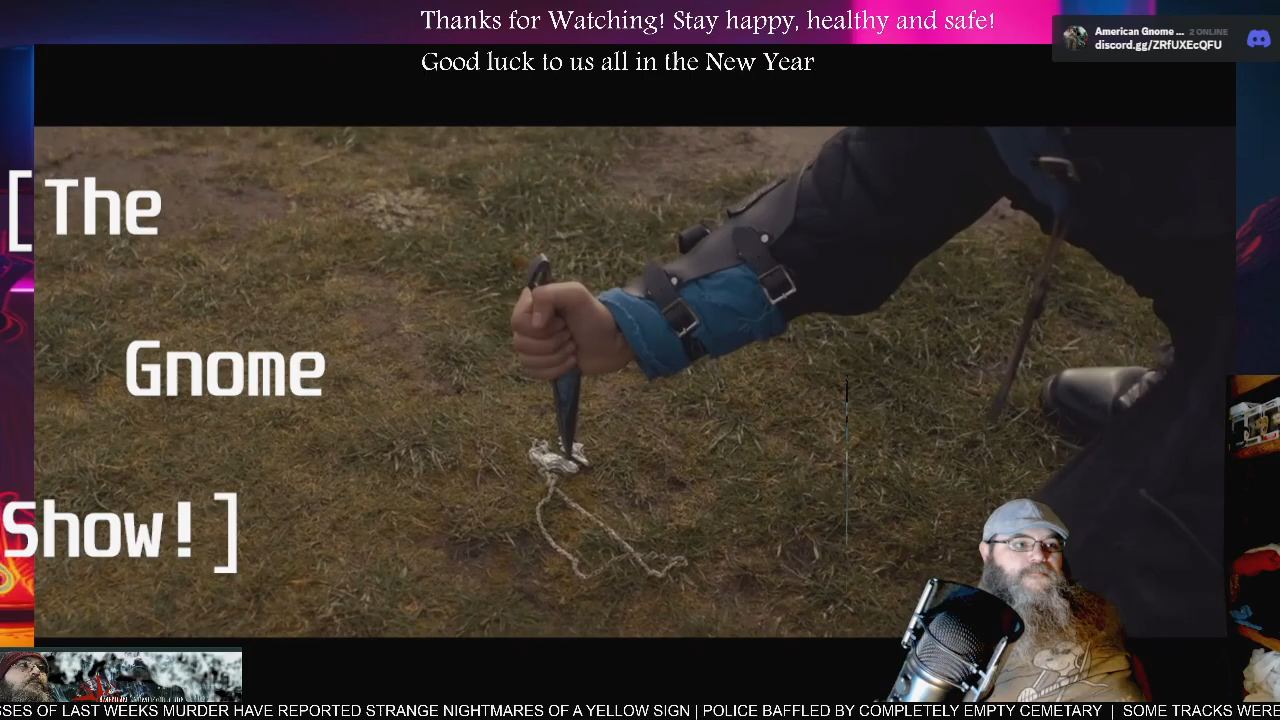 Thanks for Watching! Stay happy, healthy and safe!
Good luck to us all in the New Year
American Gnome ... 2 ONLINE
discord.gg/ZRfUXEcQFU
[The
Gnome
Show!]
SSES OF LAST WEEKS MURDER HAVE REPORTED STRANGE NIGHTMARES OF A YELLOW SIGN | POLICE BAFFLED BY COMPLETELY EMPTY CEMETARY | SOME TRACKS WERE